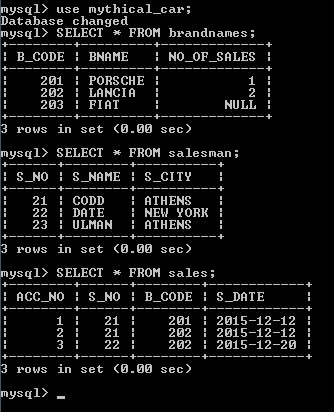 mysql> use mythical_car;
Database changed
mysql> SELECT * FROM brandnames;
+--------+---------+-------------+
| B_CODE | BNAME   | NO_OF_SALES |
+--------+---------+-------------+
|    201 | PORSCHE |           1 |
|    202 | LANCIA  |           2 |
|    203 | FIAT    |        NULL |
+--------+---------+-------------+
3 rows in set (0.00 sec)
mysql> SELECT * FROM salesman;
+------+--------+----------+
| S_NO | S_NAME | S_CITY   |
+------+--------+----------+
|   21 | CODD   | ATHENS   |
|   22 | DATE   | NEW YORK |
|   23 | ULMAN  | ATHENS   |
+------+--------+----------+
3 rows in set (0.00 sec)
mysql> SELECT * FROM sales;
+--------+------+--------+------------+
| ACC_NO | S_NO | B_CODE | S_DATE     |
+--------+------+--------+------------+
|      1 |   21 |    201 | 2015-12-12 |
|      2 |   21 |    202 | 2015-12-12 |
|      3 |   22 |    202 | 2015-12-20 |
+--------+------+--------+------------+
3 rows in set (0.00 sec)
mysql> _